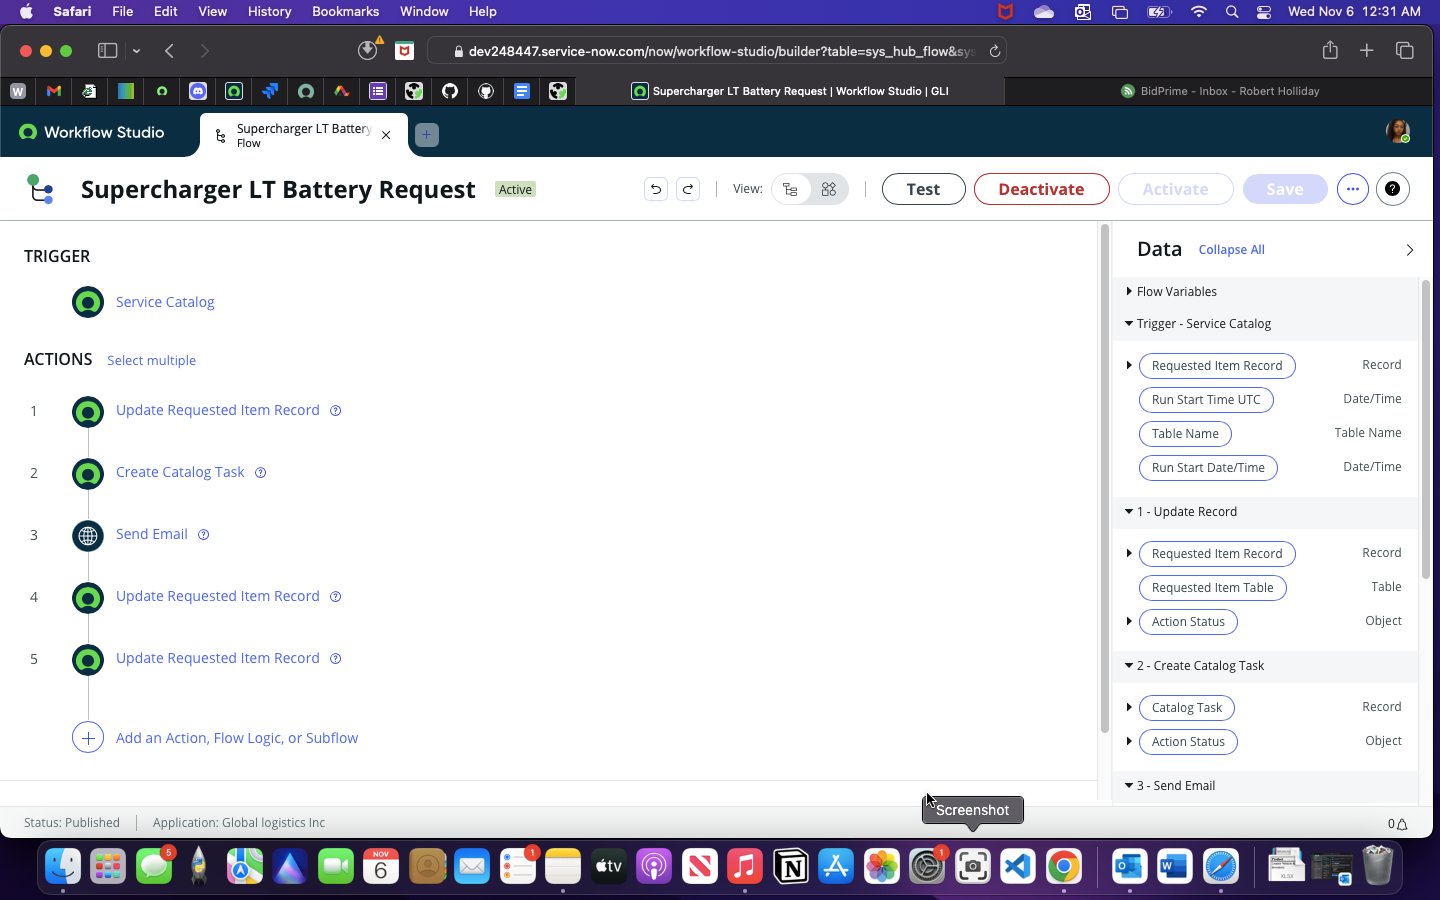 Safari File Edit View History Bookmarks Window Help Wed Nov 6 12:31 AM
dev248447.service-now.com/now/workflow-studio/builder?table=sys_hub_flow&sys
W Supercharger LT Battery Request | Workflow Studio | GLI BidPrime - Inbox - Robert Holliday
Workflow Studio
Supercharger LT Battery
Flow
Supercharger LT Battery Request Active View: Test Deactivate Activate Save
TRIGGER
Service Catalog
ACTIONS Select multiple
1 Update Requested Item Record
2 Create Catalog Task
3 Send Email
4 Update Requested Item Record
5 Update Requested Item Record
Add an Action, Flow Logic, or Subflow
Data Collapse All
Flow Variables
Trigger - Service Catalog
Requested Item Record Record
Run Start Time UTC Date/Time
Table Name Table Name
Run Start Date/Time Date/Time
1 - Update Record
Requested Item Record Record
Requested Item Table Table
Action Status Object
2 - Create Catalog Task
Catalog Task Record
Action Status Object
3 - Send Email
Screenshot
Status: Published Application: Global logistics Inc 0
5 NOV 6 1 tv 1
XLSX